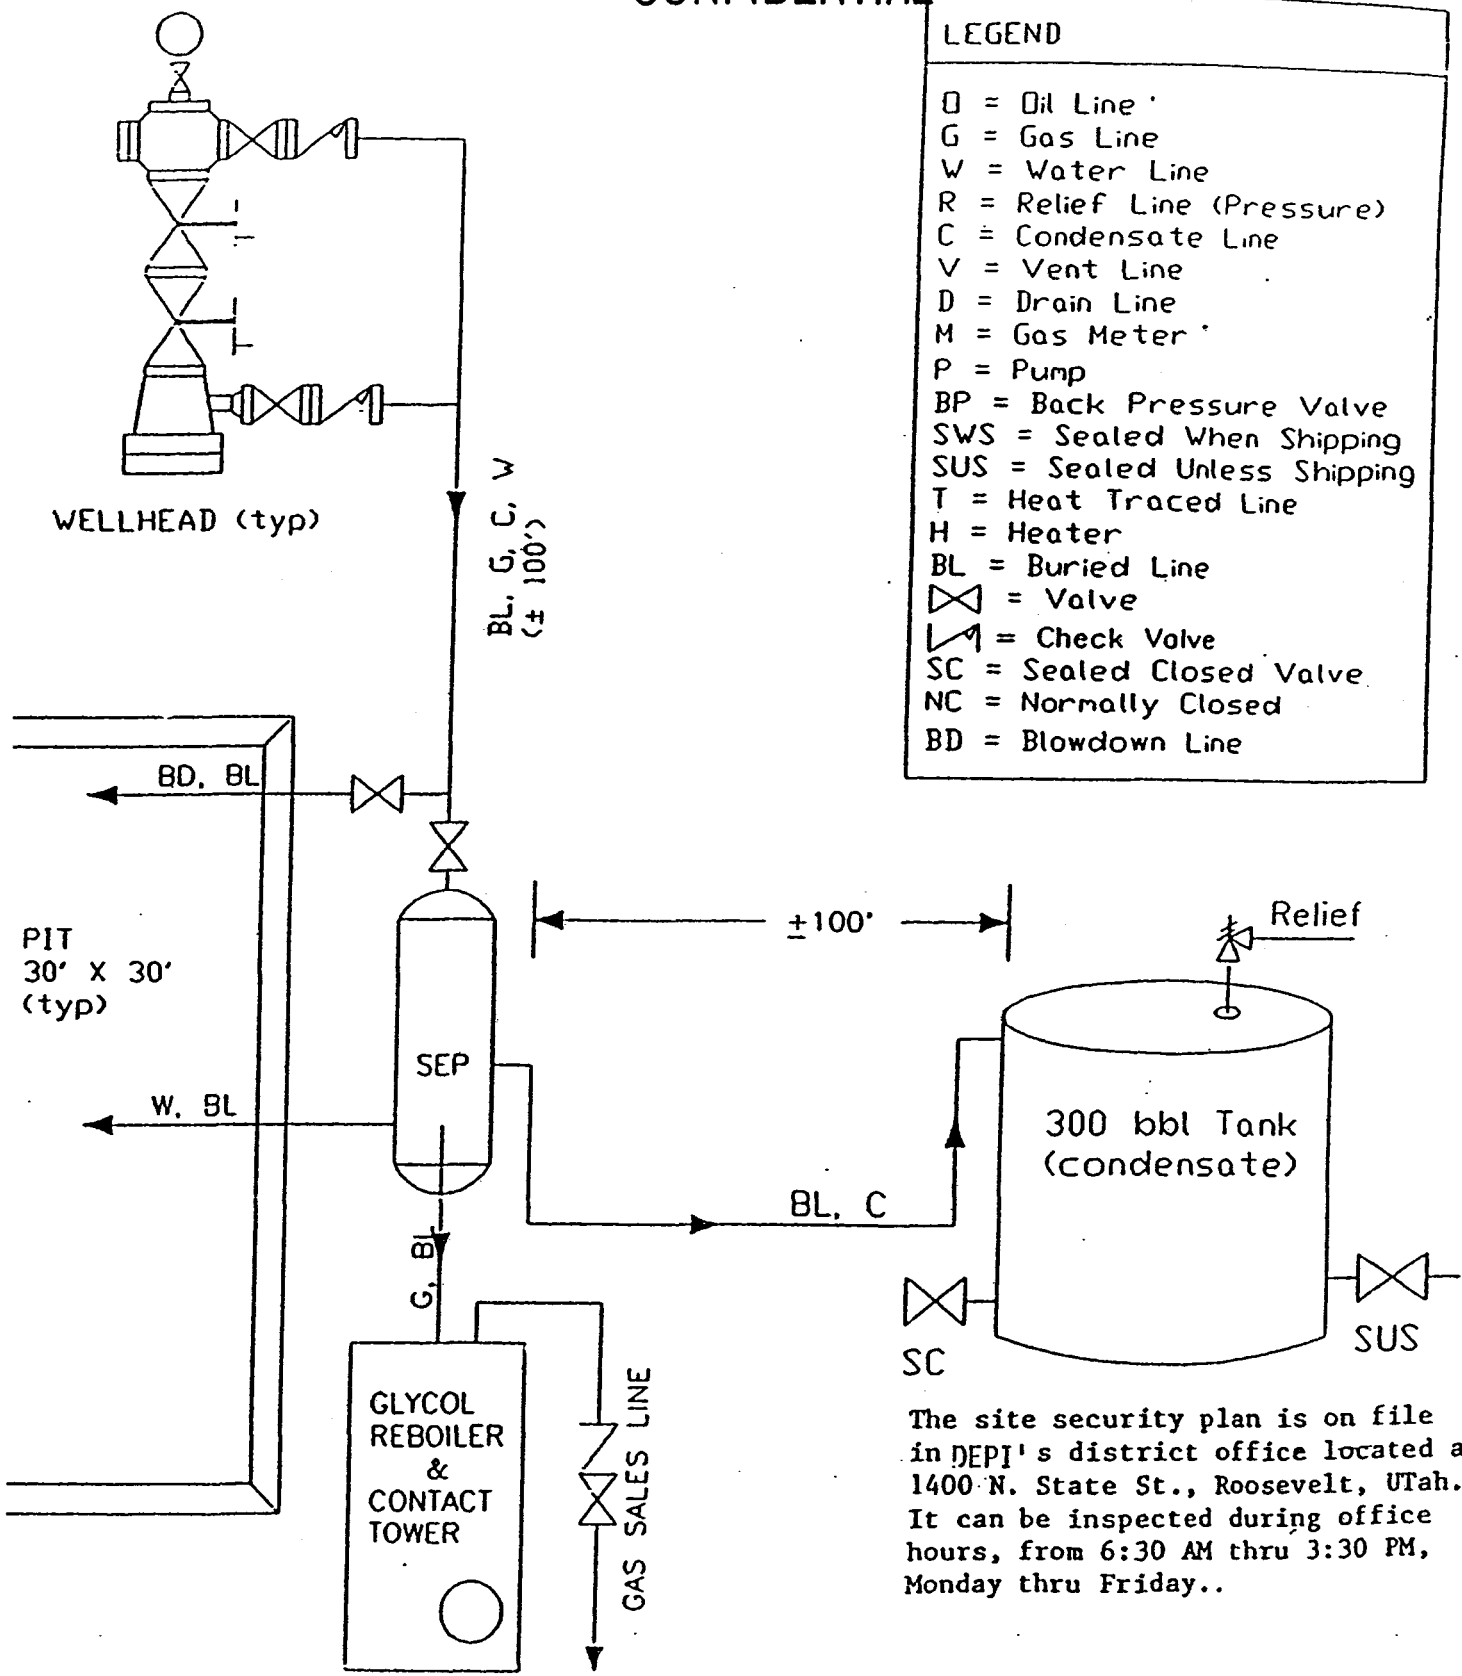 CONFIDENTIAL
LEGEND
O = Oil Line
G = Gas Line
W = Water Line
R = Relief Line (Pressure)
C = Condensate Line
V = Vent Line
D = Drain Line
M = Gas Meter
P = Pump
BP = Back Pressure Valve
SWS = Sealed When Shipping
SUS = Sealed Unless Shipping
T = Heat Traced Line
H = Heater
BL = Buried Line
= Valve
= Check Valve
SC = Sealed Closed Valve
NC = Normally Closed
BD = Blowdown Line
WELLHEAD (typ)
BL, G, C, W
(± 100')
BD, BL
PIT
30' X 30'
(typ)
±100'
Relief
SEP
W, BL
300 bbl Tank
(condensate)
BL, C
G, BL
SC
SUS
GLYCOL
REBOILER
&
CONTACT
TOWER
GAS SALES LINE
The site security plan is on file
in DEPI's district office located a
1400 N. State St., Roosevelt, UTah.
It can be inspected during office
hours, from 6:30 AM thru 3:30 PM,
Monday thru Friday..